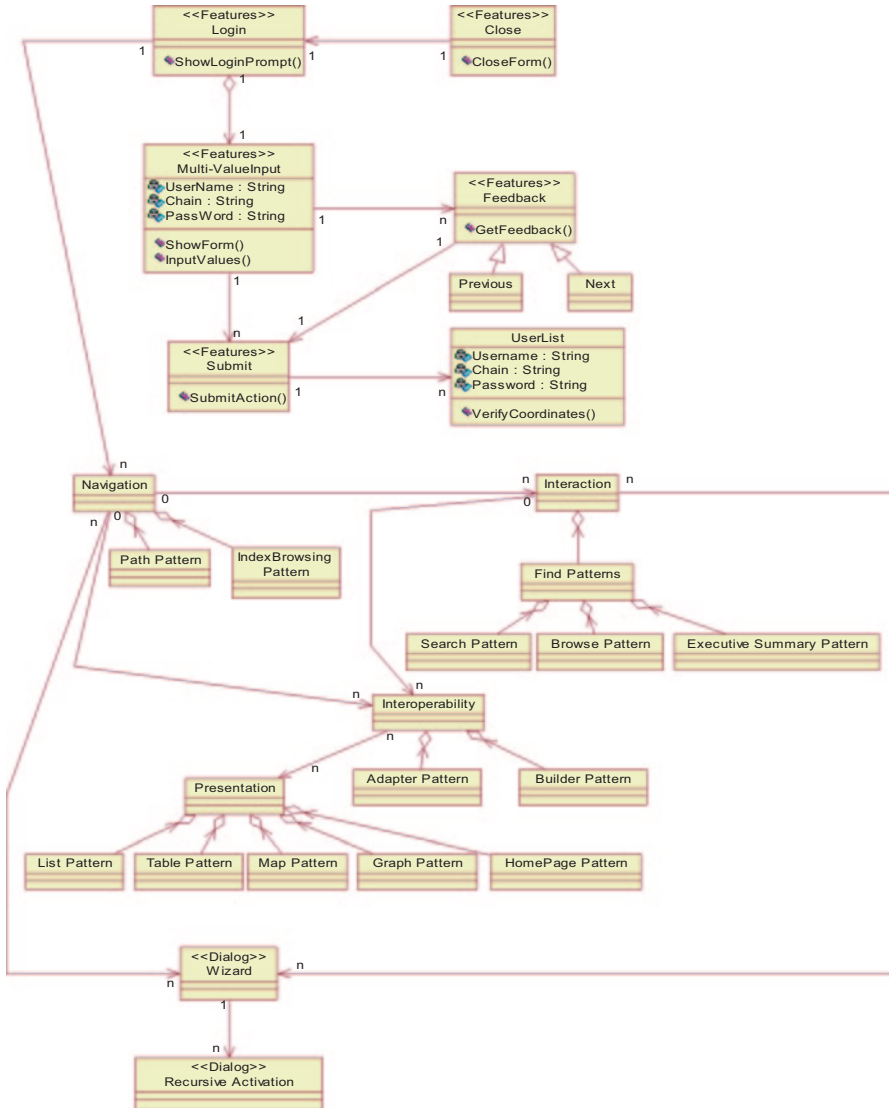 <<Features>>
Login
ShowLoginPrompt()
<<Features>>
Close
CloseForm()
1
1
1
1
1
<<Features>>
Multi-ValueInput
UserName : String
Chain : String
PassWord : String
ShowForm()
InputValues()
<<Features>>
Feedback
GetFeedback()
1
n
1
1
Previous
Next
1
n
<<Features>>
Submit
SubmitAction()
UserList
Username : String
Chain : String
Password : String
VerifyCoordinates()
1
n
n
Navigation
0
n
0
n
Interaction
0
n
Path Pattern
IndexBrowsing
Pattern
Find Patterns
Search Pattern
Browse Pattern
Executive Summary Pattern
n
n
Interoperability
n
n
Presentation
Adapter Pattern
Builder Pattern
List Pattern
Table Pattern
Map Pattern
Graph Pattern
HomePage Pattern
<<Dialog>>
Wizard
n
n
1
n
<<Dialog>>
Recursive Activation